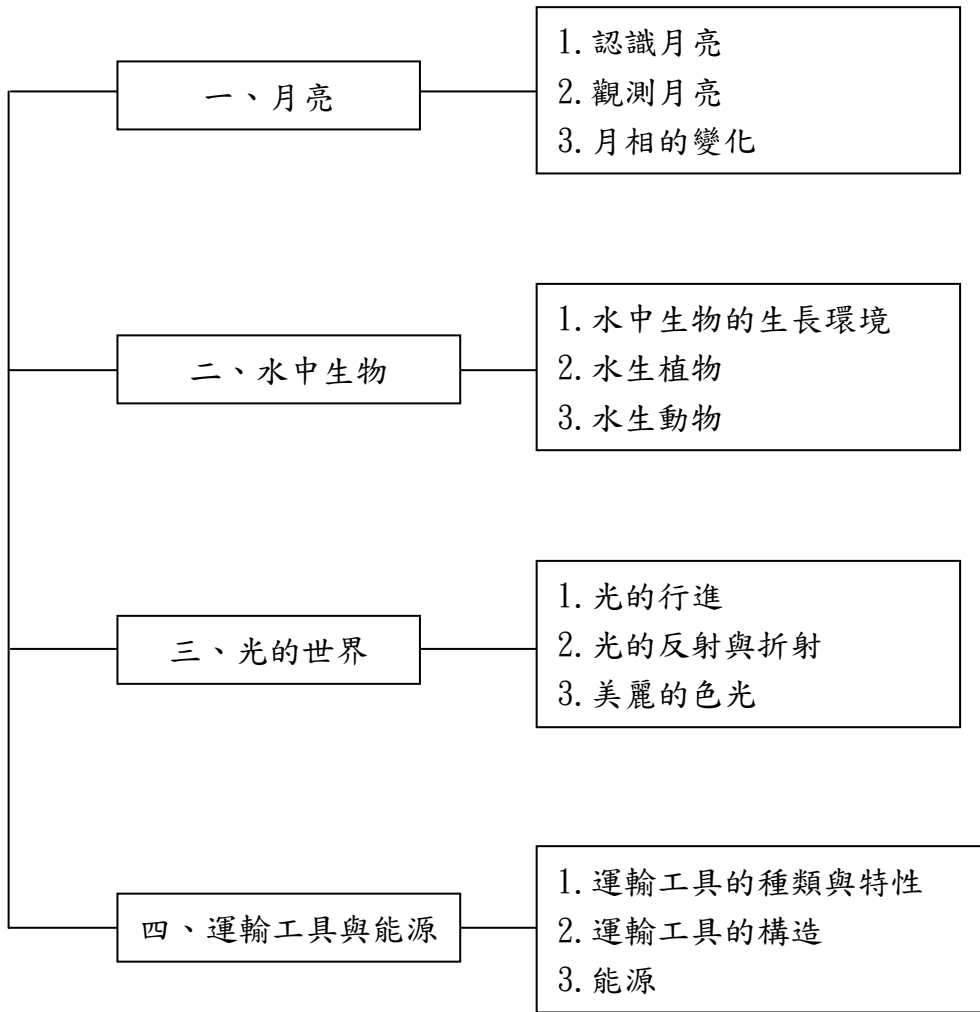 一、月亮
1.認識月亮
2.觀測月亮
3.月相的變化
二、水中生物
1.水中生物的生長環境
2.水生植物
3.水生動物
三、光的世界
1.光的行進
2.光的反射與折射
3.美麗的色光
四、運輸工具與能源
1.運輸工具的種類與特性
2.運輸工具的構造
3.能源